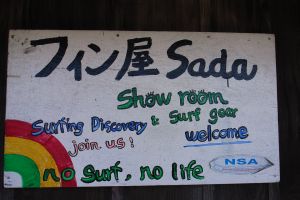 フィン屋 Sada
Show room
& Surf gear
Surfing Discovery
welcome
join us!
no surf, no life
NSA